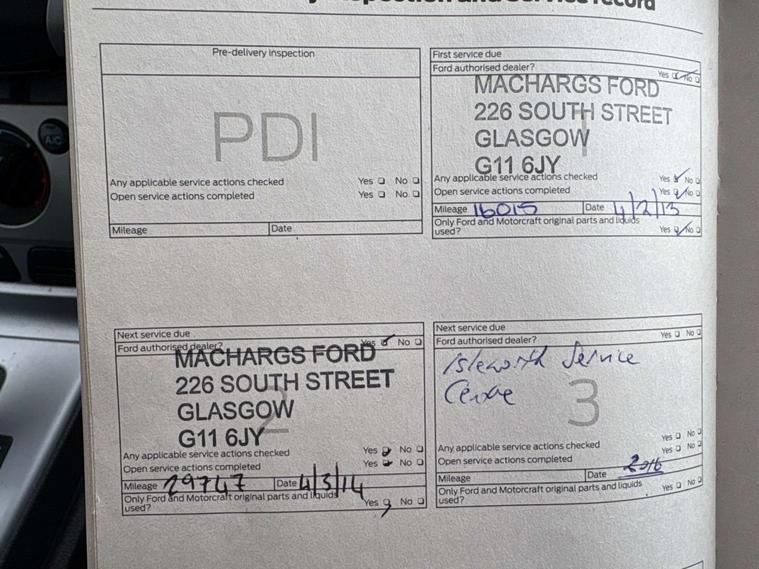 Pre-delivery inspection
PDI
Any applicable service actions checked Yes No
Open service actions completed Yes No
Mileage Date
First service due
Ford authorised dealer? Yes No
MACHARGS FORD
226 SOUTH STREET
GLASGOW
G11 6JY
Any applicable service actions checked Yes No
Open service actions completed Yes No
Mileage 16015 Date 4/2/13
Only Ford and Motorcraft original parts and liquids
used? Yes No
Next service due
Ford authorised dealer? Yes No
MACHARGS FORD
226 SOUTH STREET
GLASGOW
G11 6JY
2
Any applicable service actions checked Yes No
Open service actions completed Yes No
Mileage 29747 Date 4/3/14
Only Ford and Motorcraft original parts and liquids
used? Yes No
Next service due
Ford authorised dealer? Yes No
Isleworth Service
Centre
3
Any applicable service actions checked Yes No
Open service actions completed Yes No
Mileage Date 2016
Only Ford and Motorcraft original parts and liquids
used? Yes No
A/C